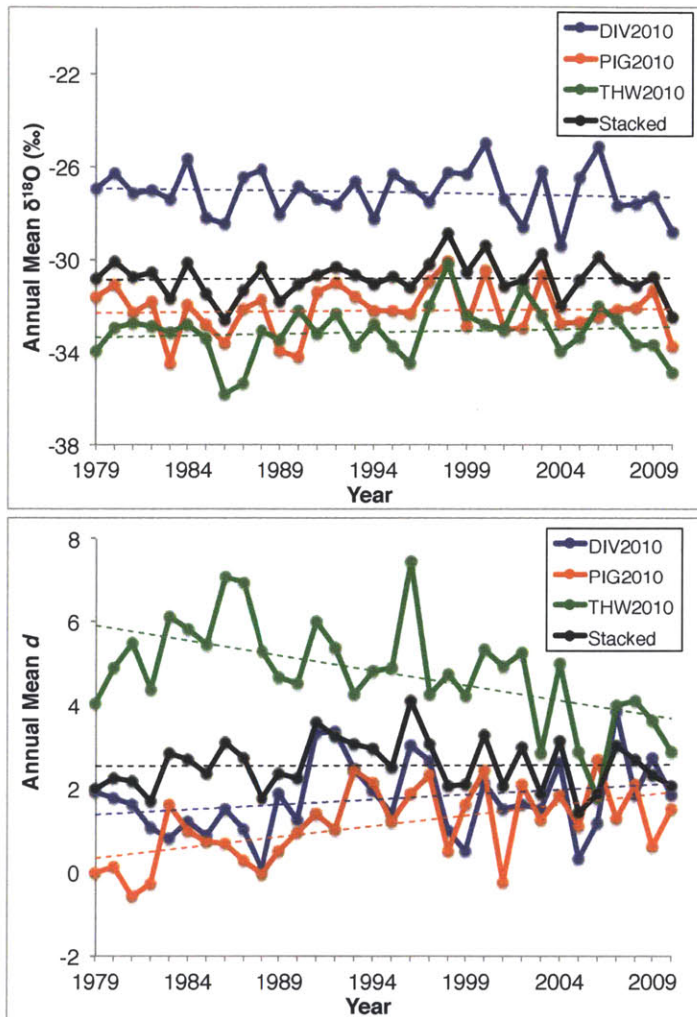 DIV2010
PIG2010
THW2010
Stacked
-22
-26
-30
-34
-38
Annual Mean δ¹⁸O (‰)
1979 1984 1989 1994 1999 2004 2009
Year
DIV2010
PIG2010
THW2010
Stacked
8
6
4
2
0
-2
Annual Mean d
1979 1984 1989 1994 1999 2004 2009
Year